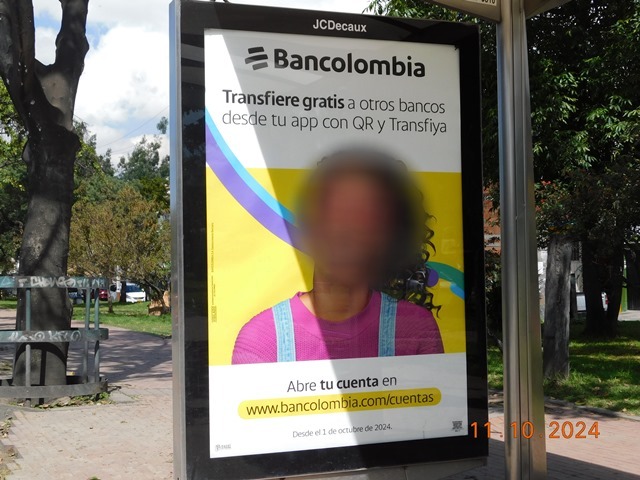 JCDecaux
Bancolombia
Transfiere gratis a otros bancos
desde tu app con QR y Transfiya
Abre tu cuenta en
www.bancolombia.com/cuentas
Desde el 1 de octubre de 2024.
11.10.2024